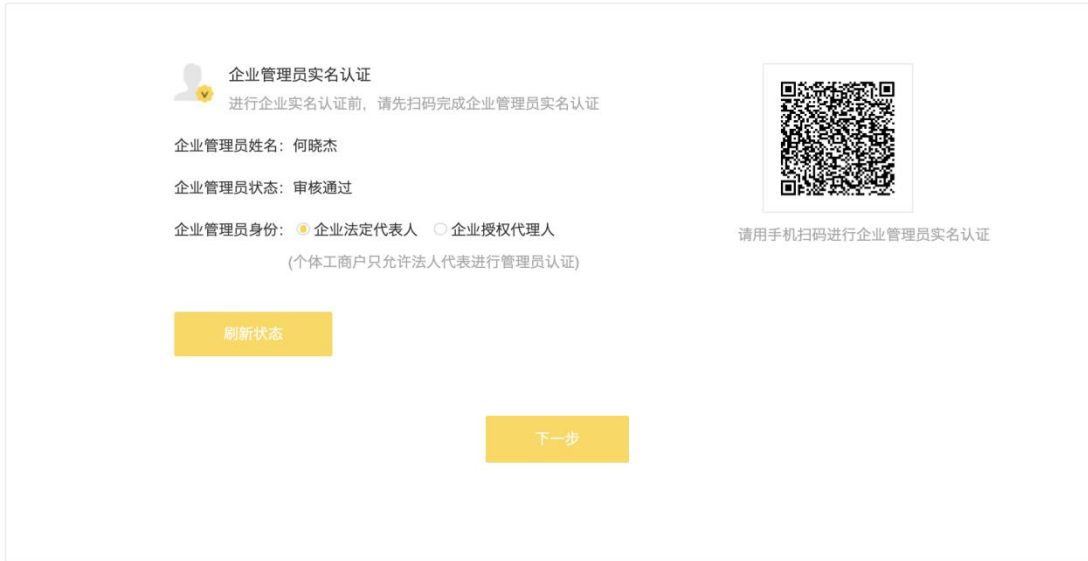 企业管理员实名认证
进行企业实名认证前，请先扫码完成企业管理员实名认证
企业管理员姓名：何晓杰
企业管理员状态：审核通过
企业管理员身份： 企业法定代表人 企业授权代理人
(个体工商户只允许法人代表进行管理员认证)
请用手机扫码进行企业管理员实名认证
刷新状态
下一步